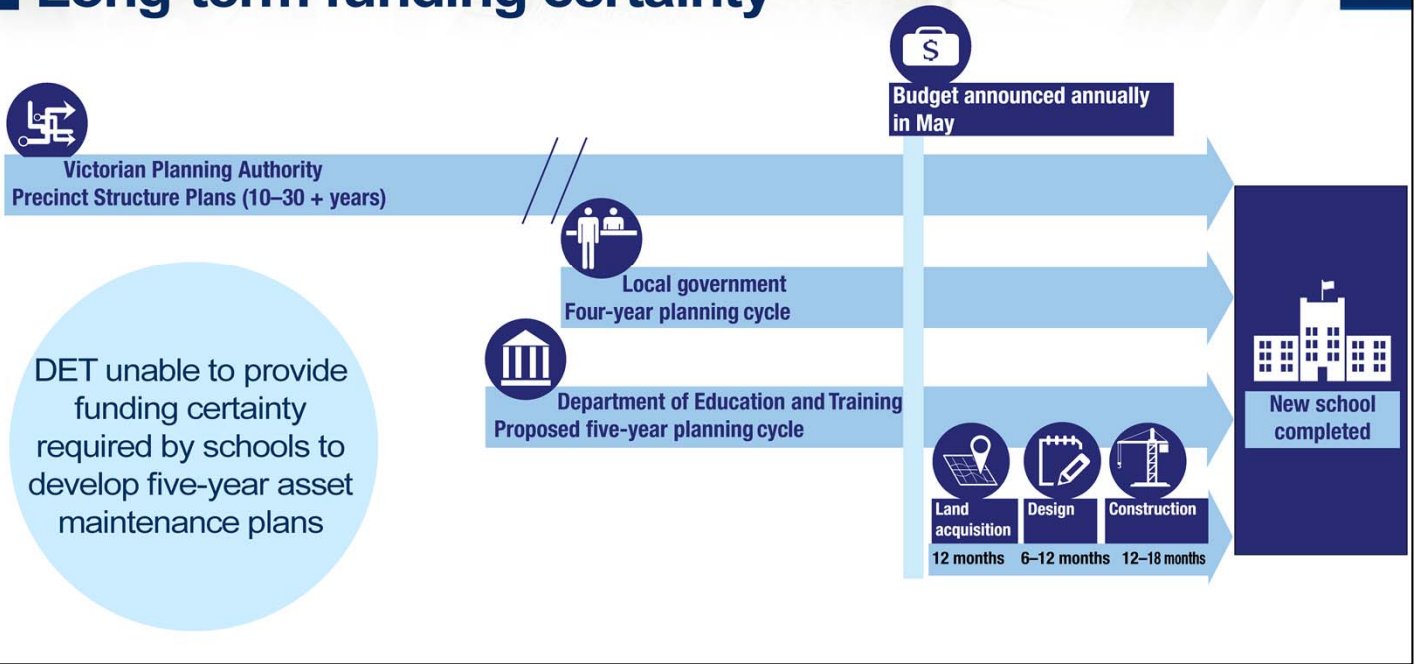 Long-term funding certainty
$
Budget announced annually
in May
Victorian Planning Authority
Precinct Structure Plans (10–30 + years)
Local government
Four-year planning cycle
Department of Education and Training
Proposed five-year planning cycle
DET unable to provide
funding certainty
required by schools to
develop five-year asset
maintenance plans
Land
acquisition
Design
Construction
12 months
6–12 months
12–18 months
New school
completed